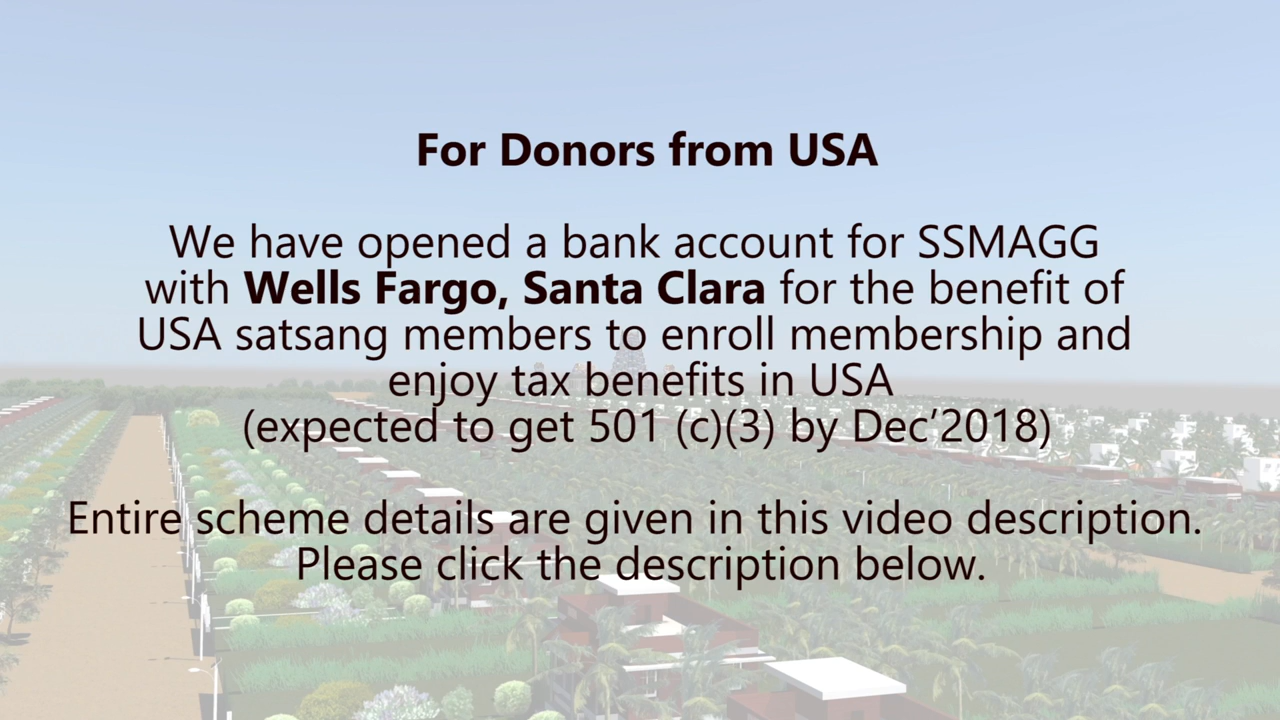 For Donors from USA
We have opened a bank account for SSMAGG
with Wells Fargo, Santa Clara for the benefit of
USA satsang members to enroll membership and
enjoy tax benefits in USA
(expected to get 501 (c)(3) by Dec’2018)
Entire scheme details are given in this video description.
Please click the description below.